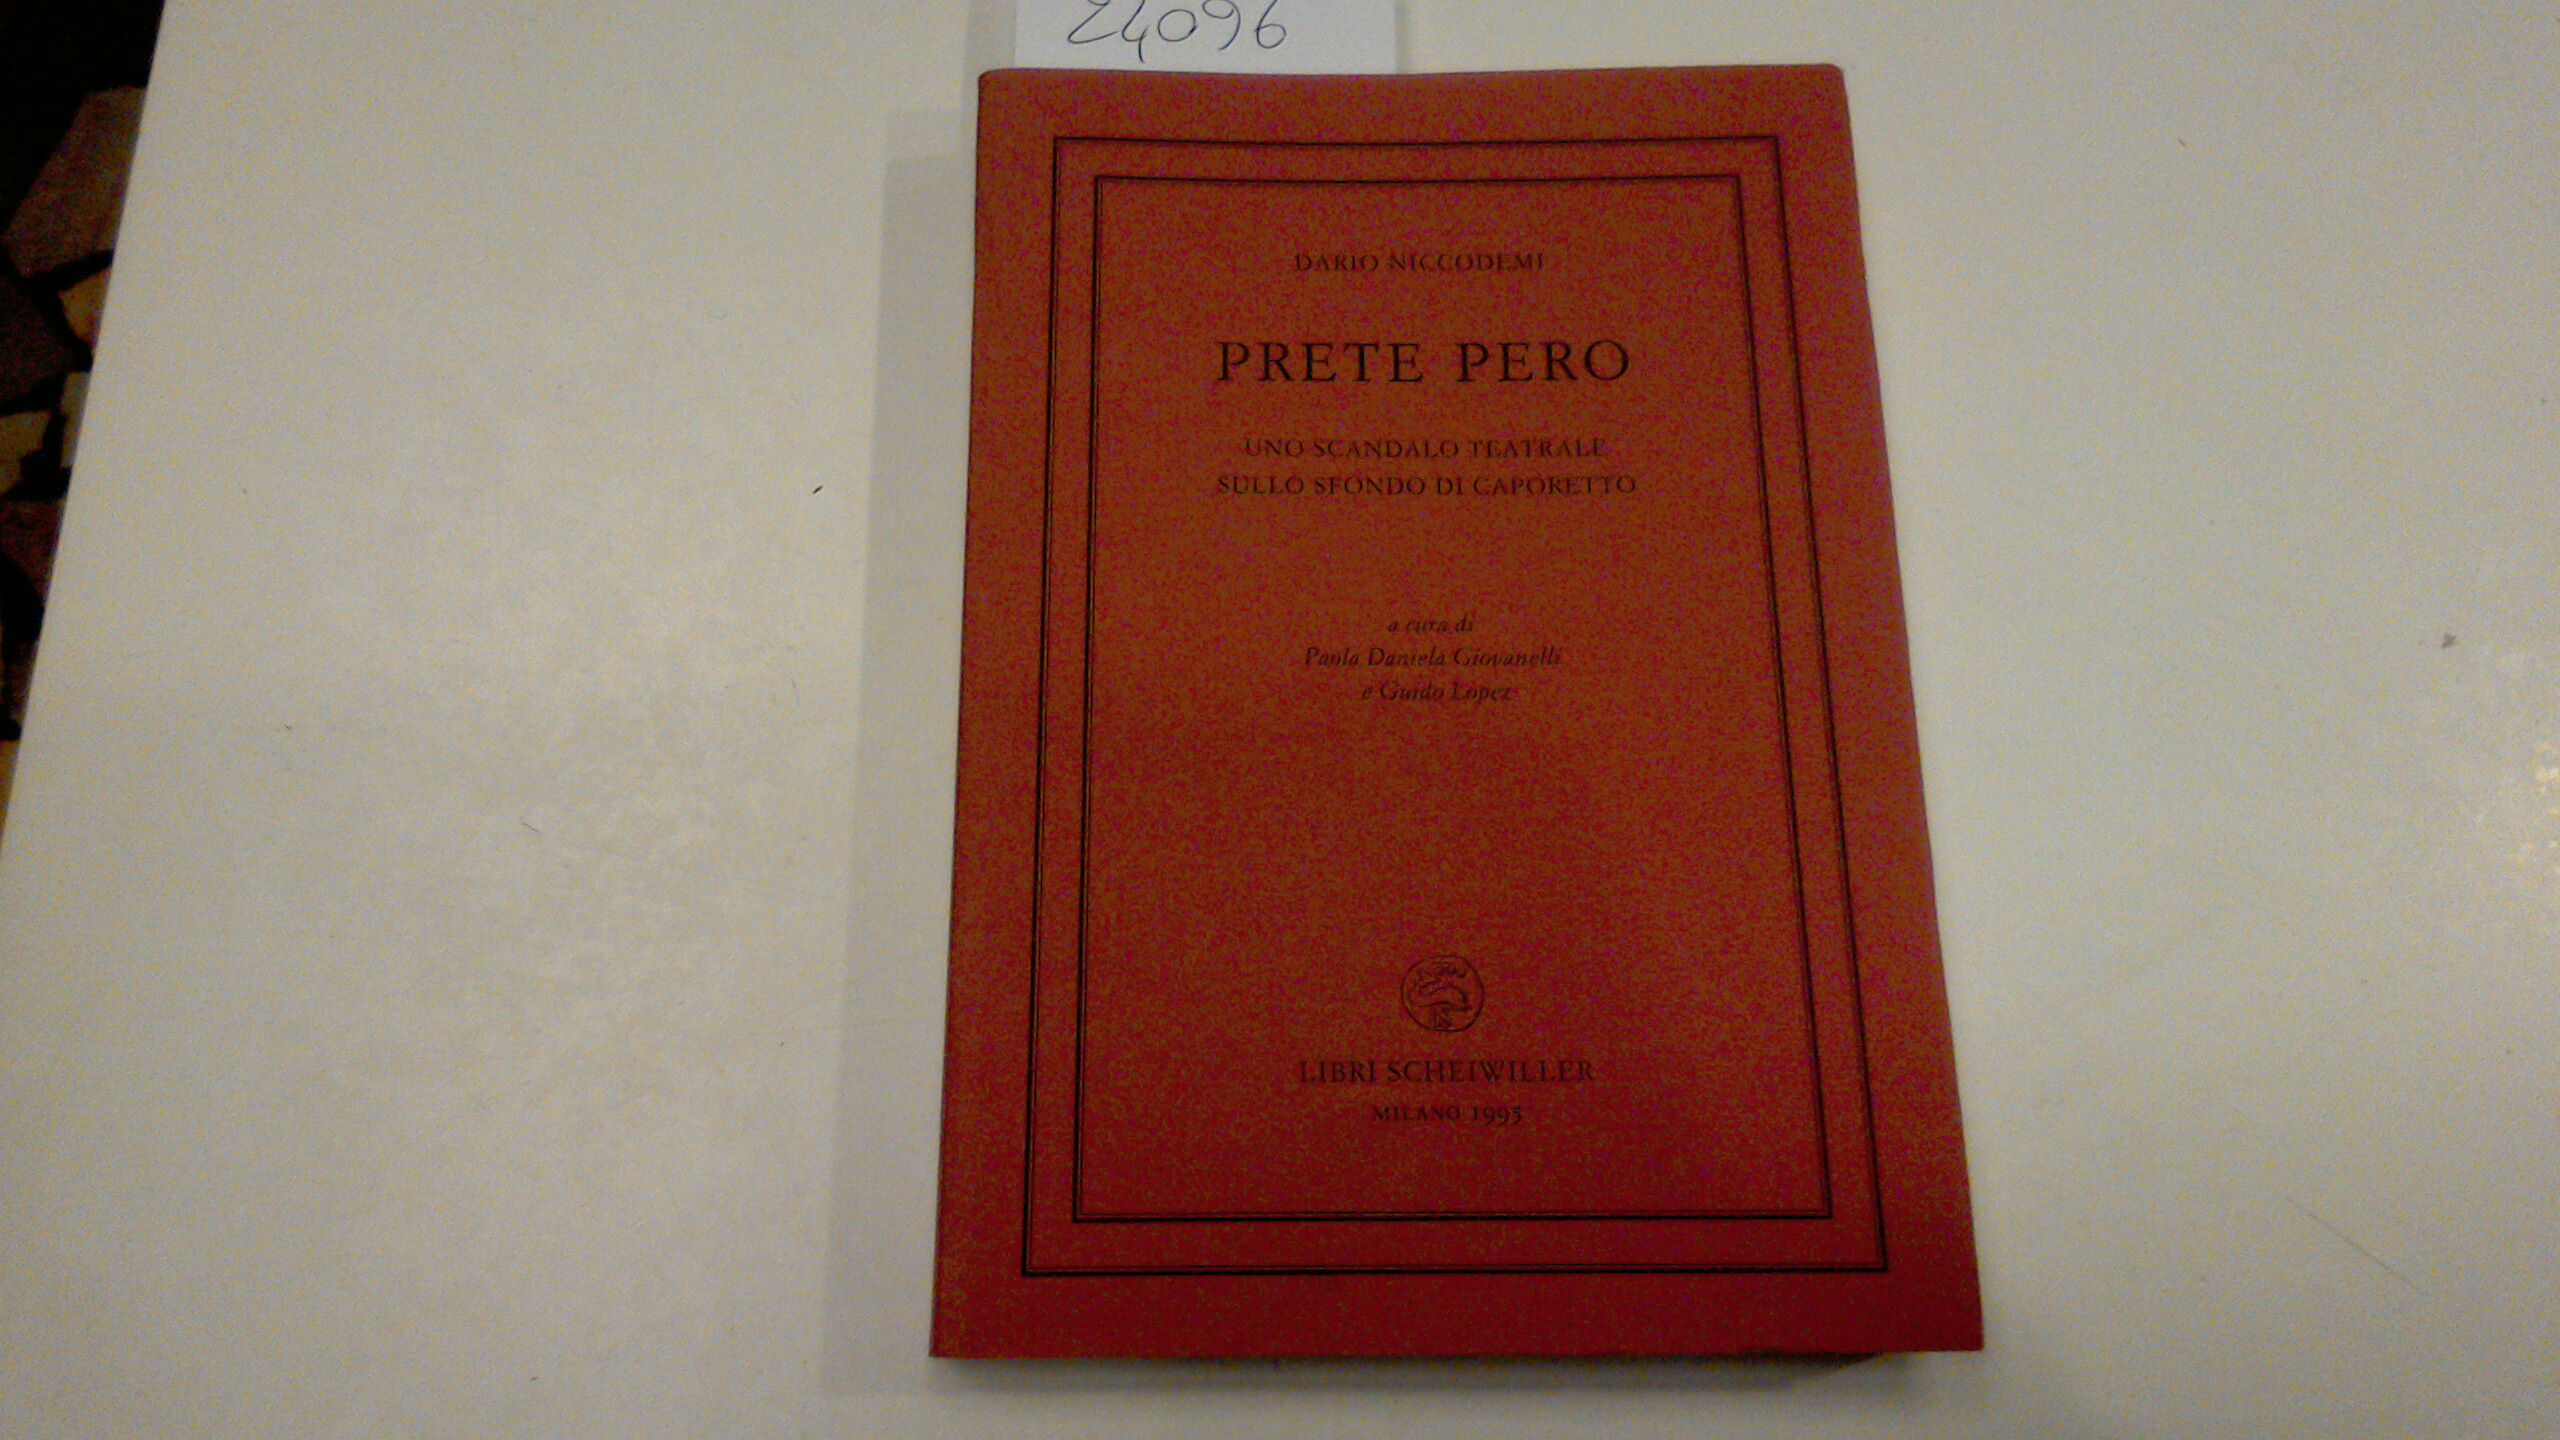 24096
DARIO NICCODEMI
PRETE PERO
UNO SCANDALO TEATRALE
SULLO SFONDO DI CAPORETTO
a cura di
Paola Daniela Giovanelli
e Guido Lopez
LIBRI SCHEIWILLER
MILANO 1995